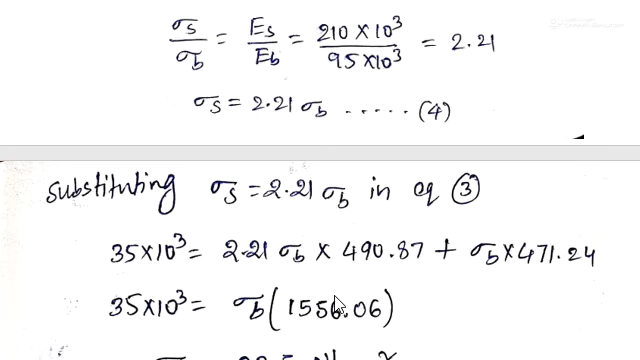 σs/σb = Es/Eb = 210 × 10³/95 × 10³ = 2.21
σs = 2.21 σb ..... (4)
Substituting σs = 2.21 σb in eq ③
35×10³ = 2.21 σb × 490.87 + σb × 471.24
35×10³ = σb (1556.06)